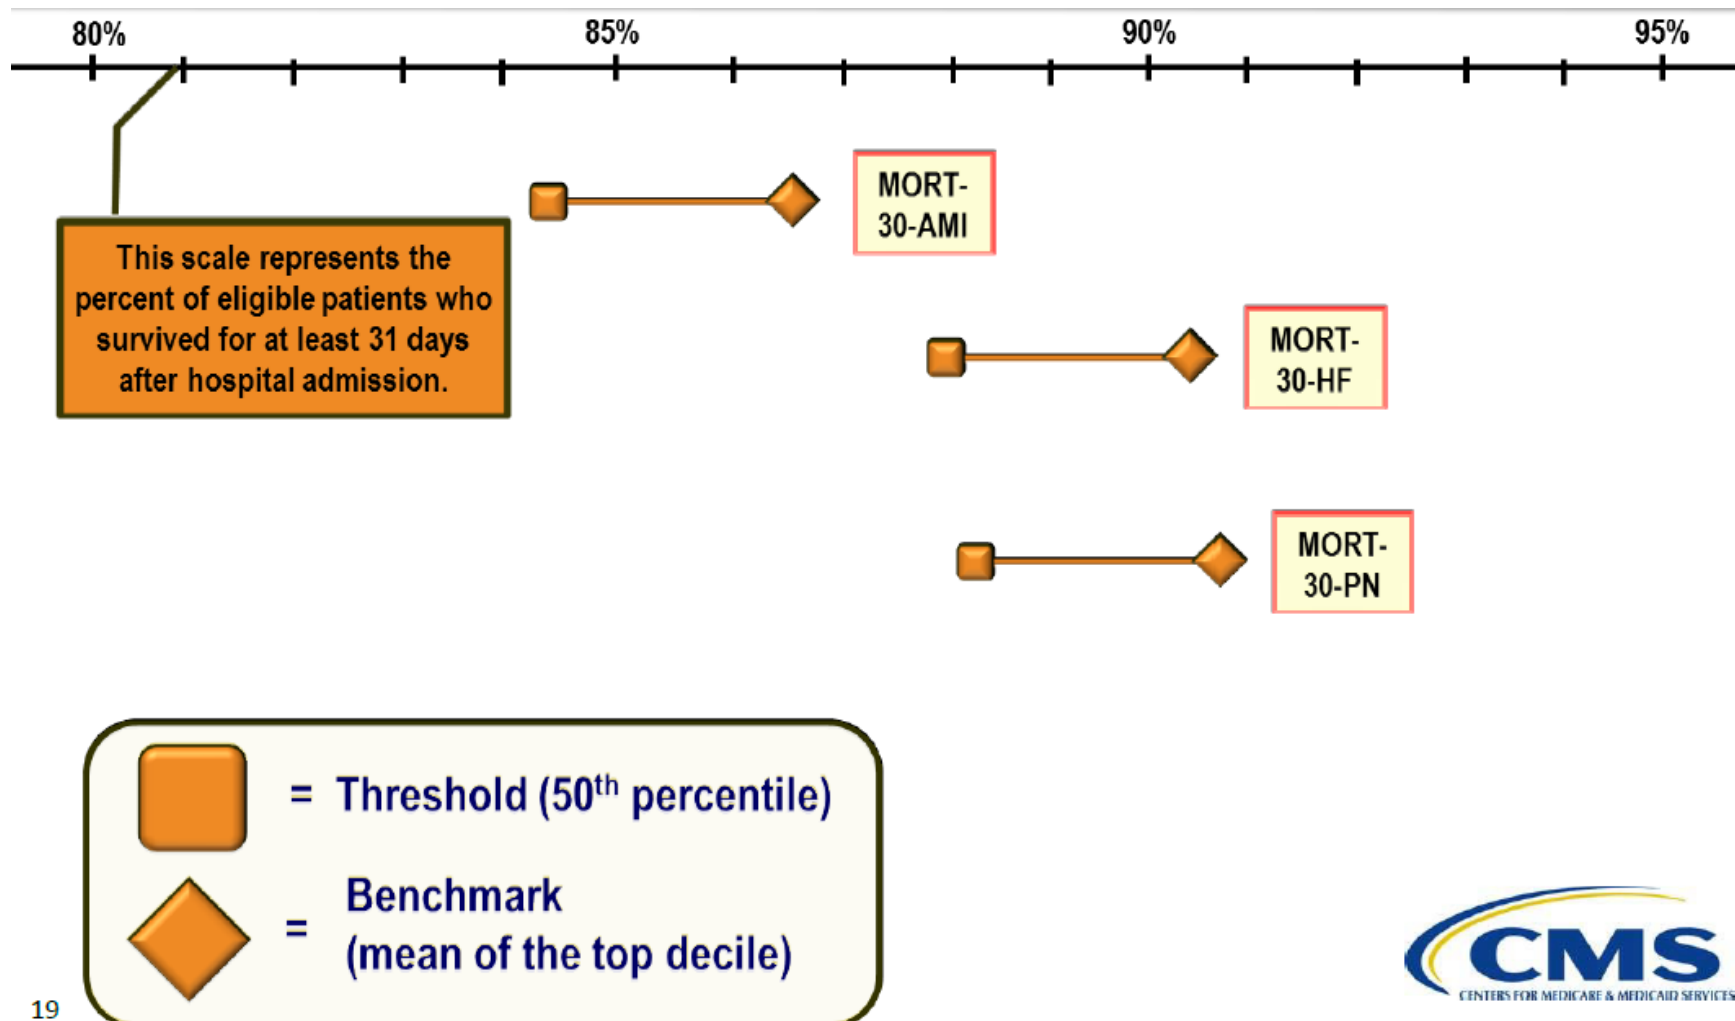 80%
85%
90%
95%
MORT-
30-AMI
This scale represents the
percent of eligible patients who
survived for at least 31 days
after hospital admission.
MORT-
30-HF
MORT-
30-PN
= Threshold (50th percentile)
Benchmark
=
(mean of the top decile)
CMS
CENTERS FOR MEDICARE & MEDICAID SERVICES
19